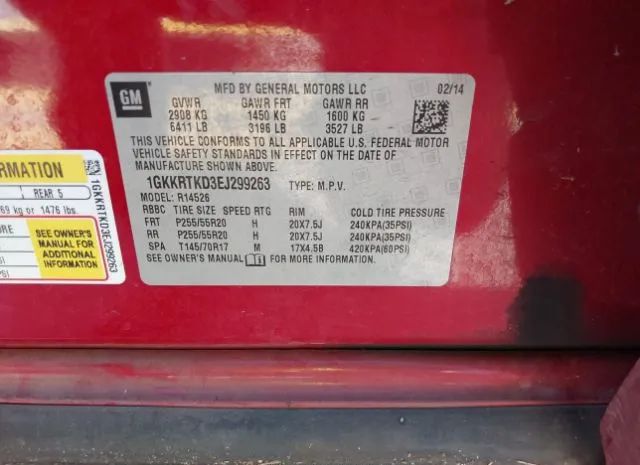 GM
MFD BY GENERAL MOTORS LLC 02/14
GVWR GAWR FRT GAWR RR
2908 KG 1450 KG 1600 KG
6411 LB 3196 LB 3527 LB
THIS VEHICLE CONFORMS TO ALL APPLICABLE U.S. FEDERAL MOTOR
VEHICLE SAFETY STANDARDS IN EFFECT ON THE DATE OF
MANUFACTURE SHOWN ABOVE.
1GKKRTKD3EJ299263 TYPE: M.P.V.
MODEL: R14526
RBBC TIRE SIZE SPEED RTG RIM COLD TIRE PRESSURE
FRT P255/55R20 H 20X7.5J 240KPA(35PSI)
RR P255/55R20 H 20X7.5J 240KPA(35PSI)
SPA T145/70R17 M 17X4.5B 420KPA(60PSI)
SEE OWNER'S MANUAL FOR MORE INFORMATION.
REAR 5
69 kg or 1476 lbs.
SEE OWNER'S
MANUAL FOR
ADDITIONAL
INFORMATION
1GKKRTKD3EJ299263